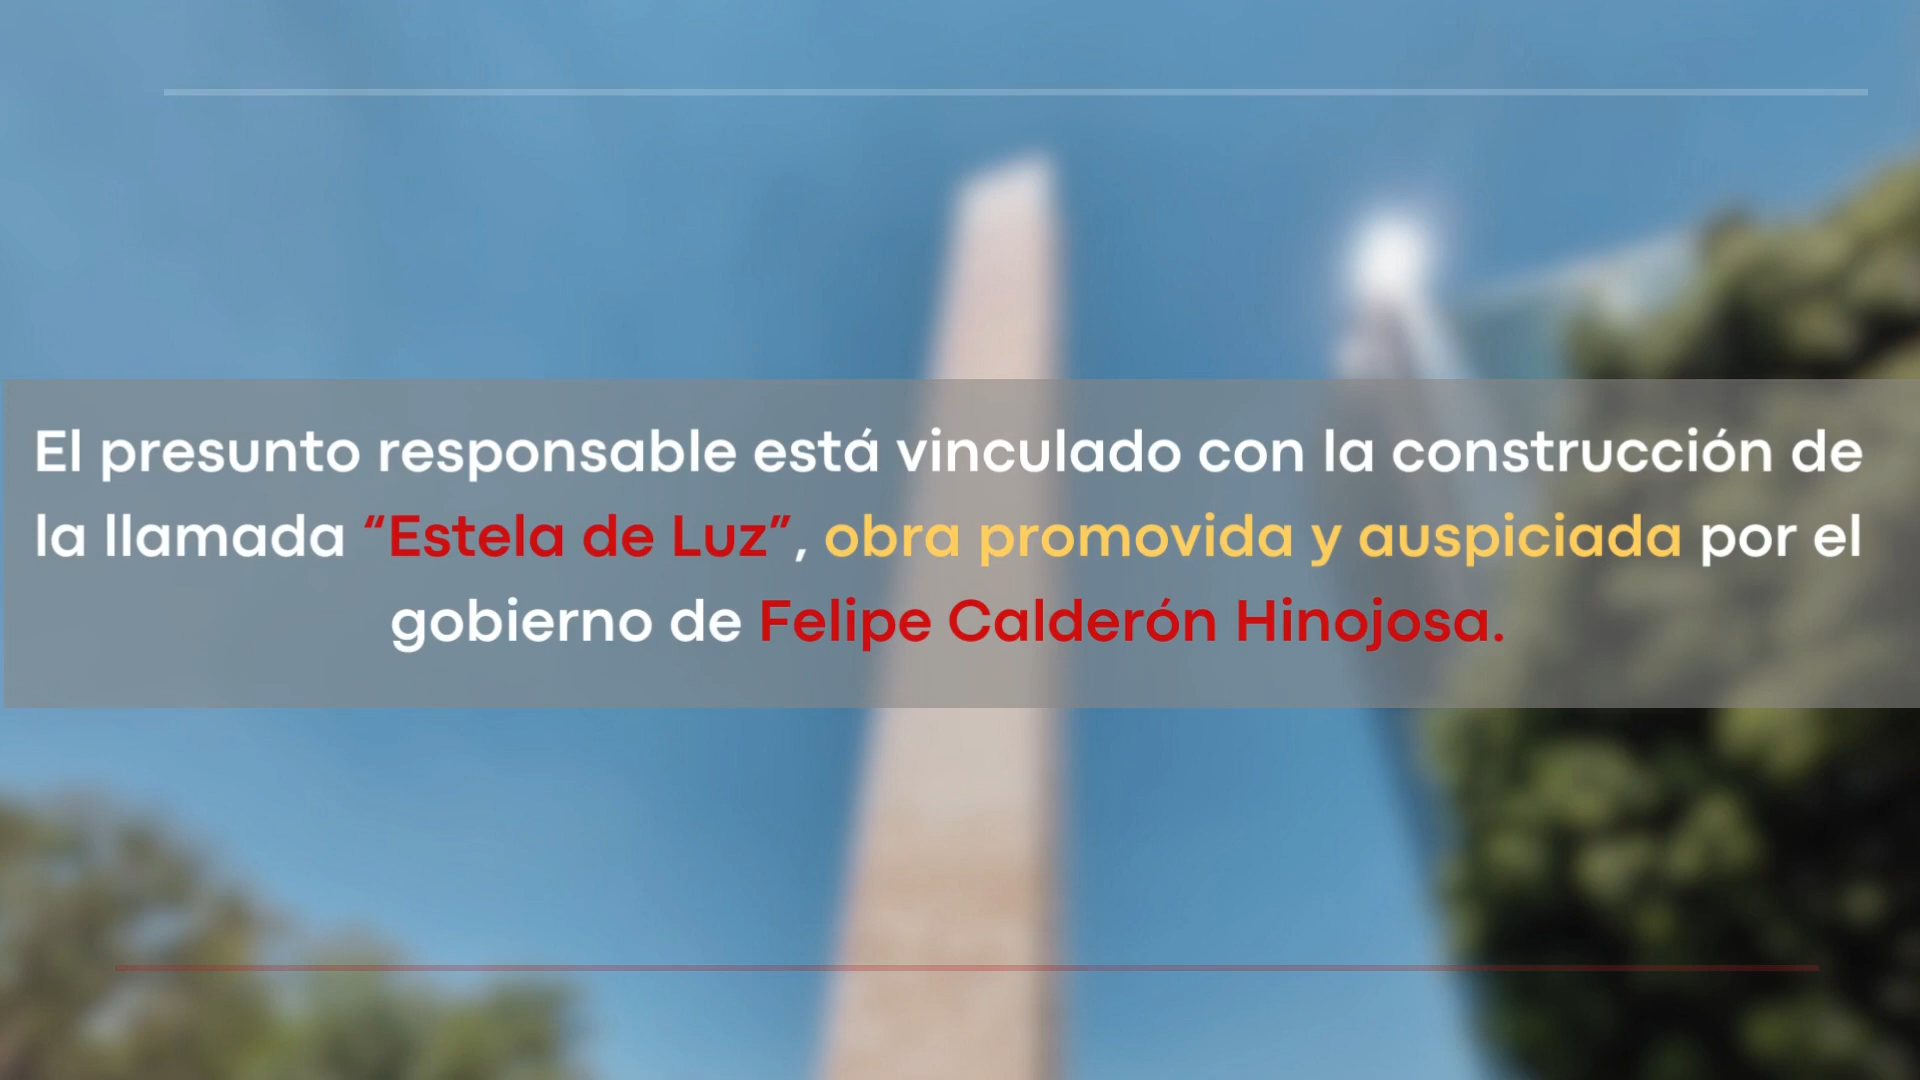 El presunto responsable está vinculado con la construcción de
la llamada “Estela de Luz”, obra promovida y auspiciada por el
gobierno de Felipe Calderón Hinojosa.